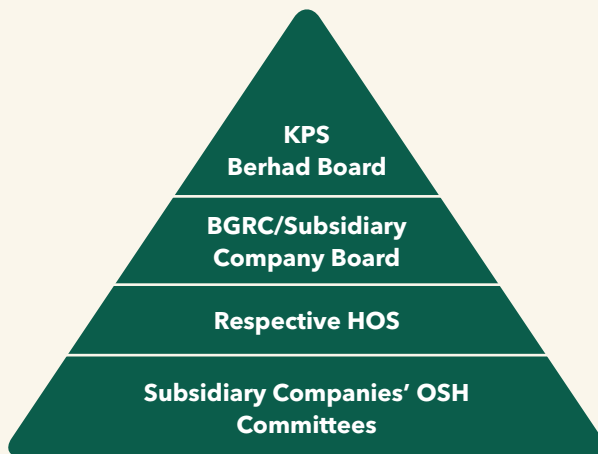 KPS
Berhad Board
BGRC/Subsidiary
Company Board
Respective HOS
Subsidiary Companies’ OSH
Committees